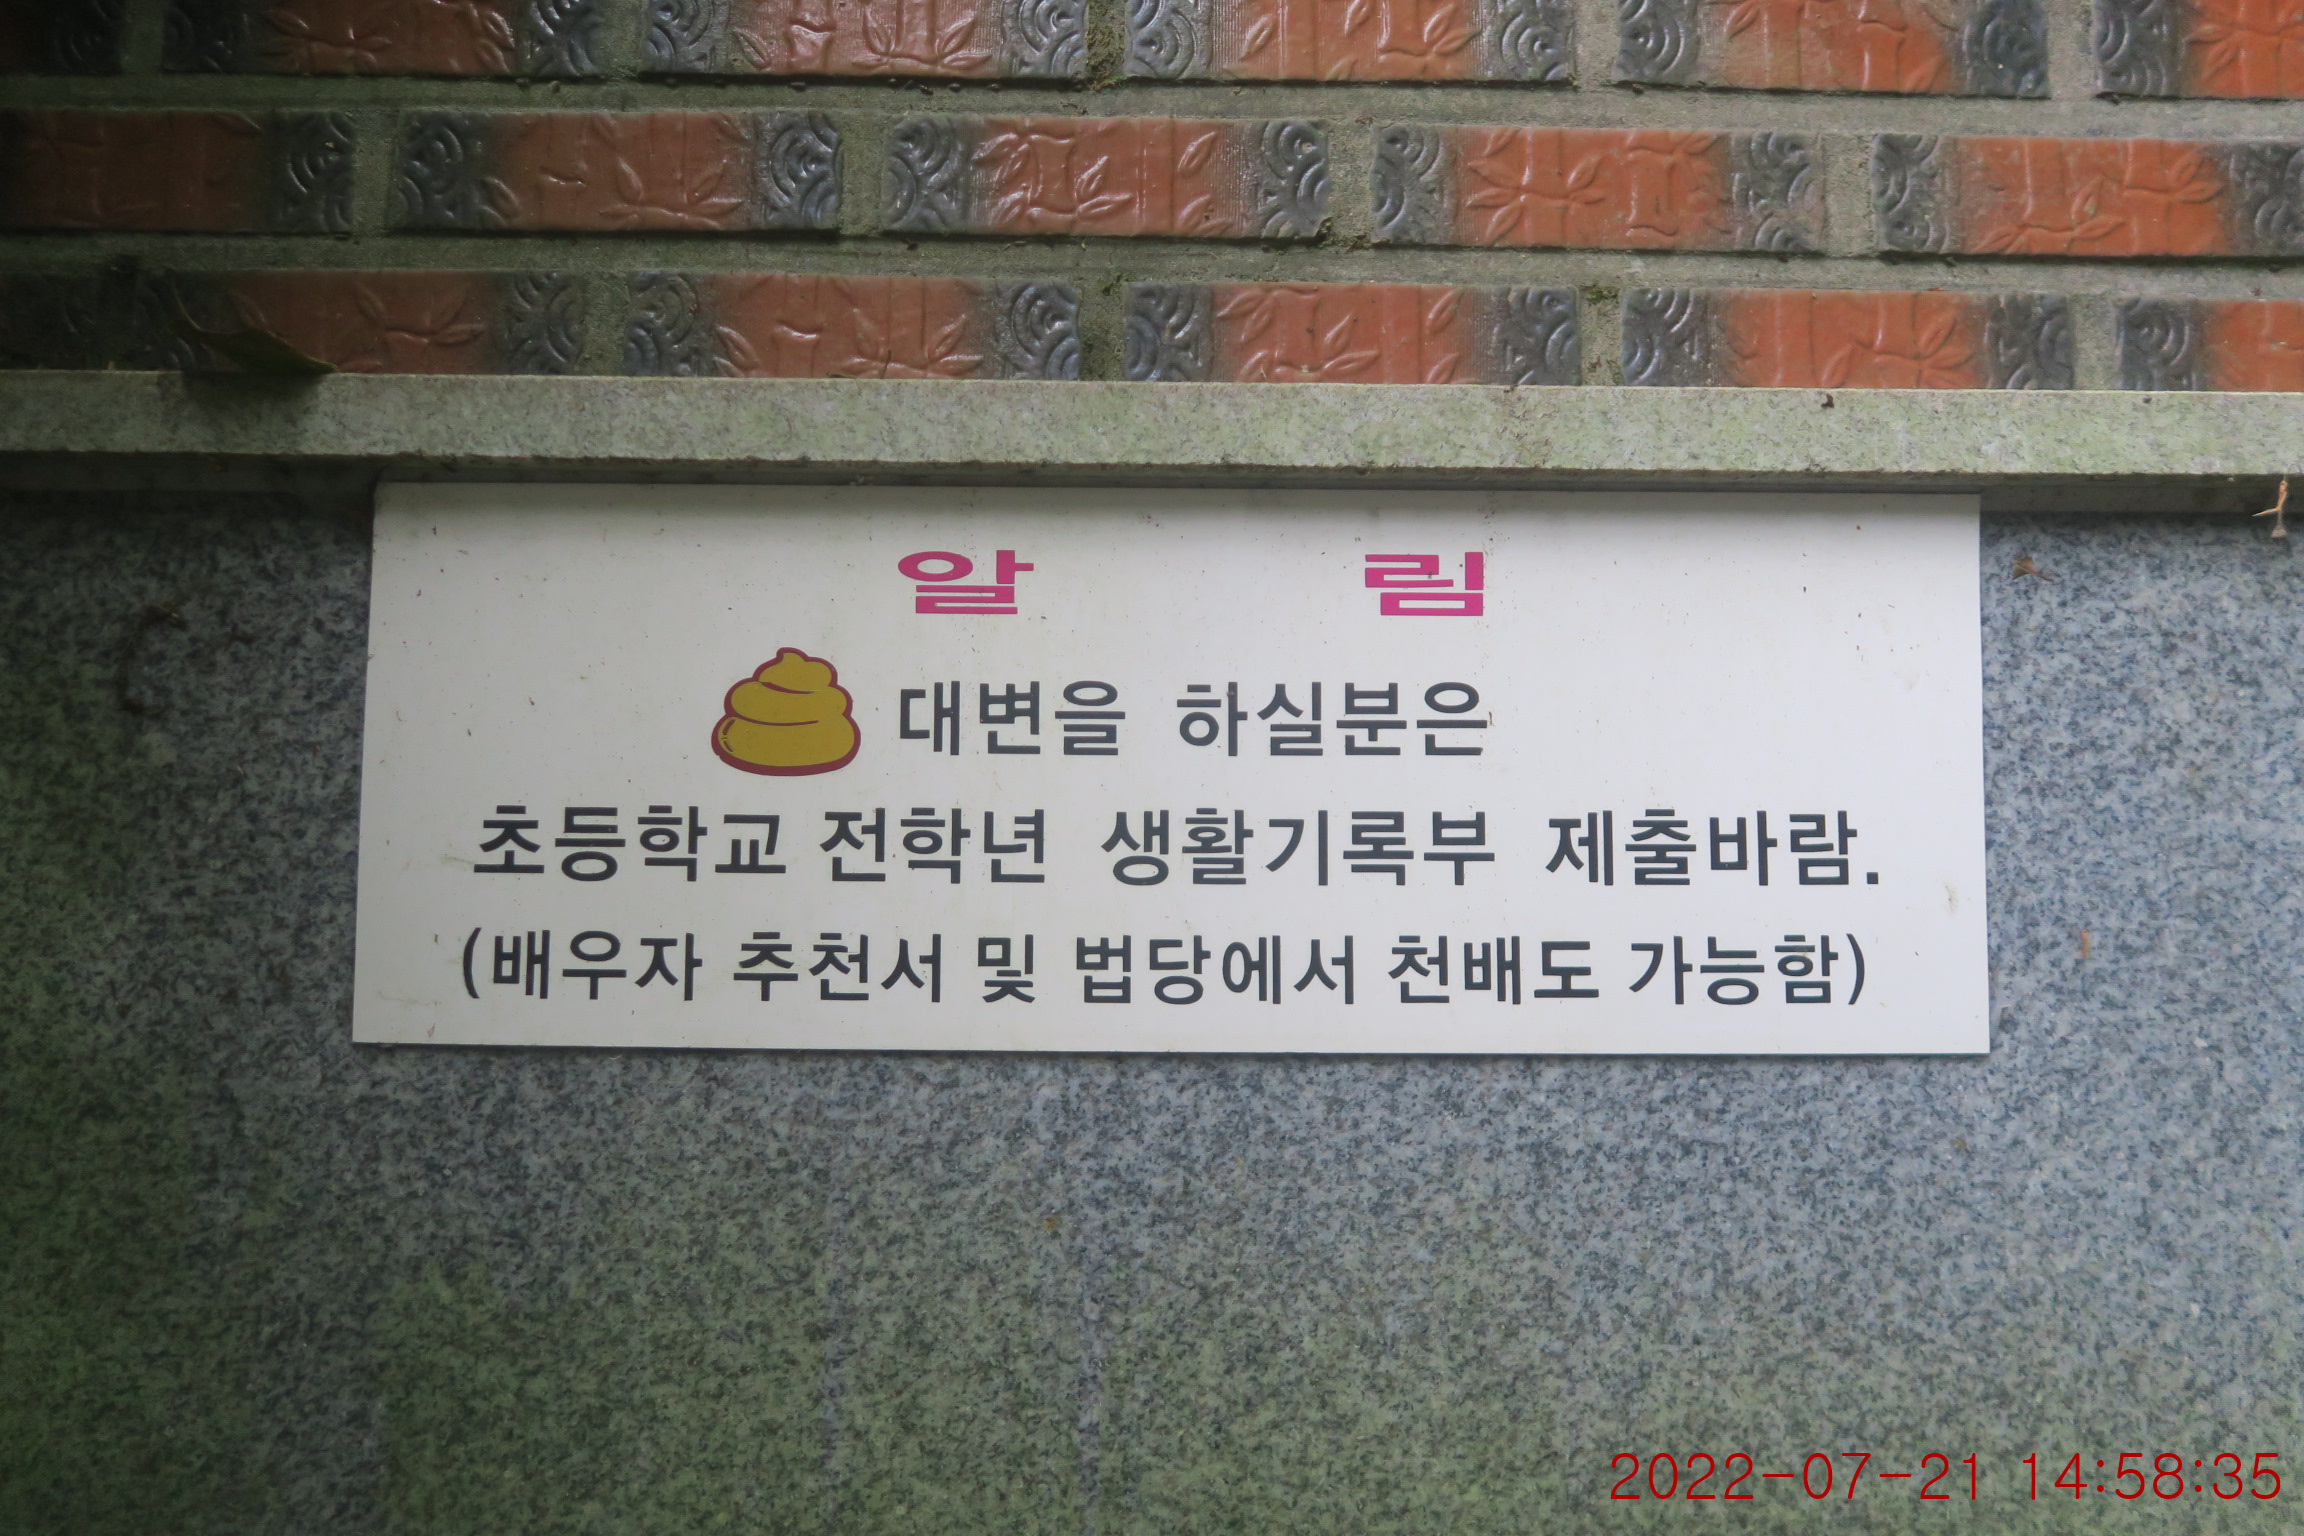 알 림
대변을 하실분은
초등학교 전학년 생활기록부 제출바람.
(배우자 추천서 및 법당에서 천배도 가능함)
2022-07-21 14:58:35